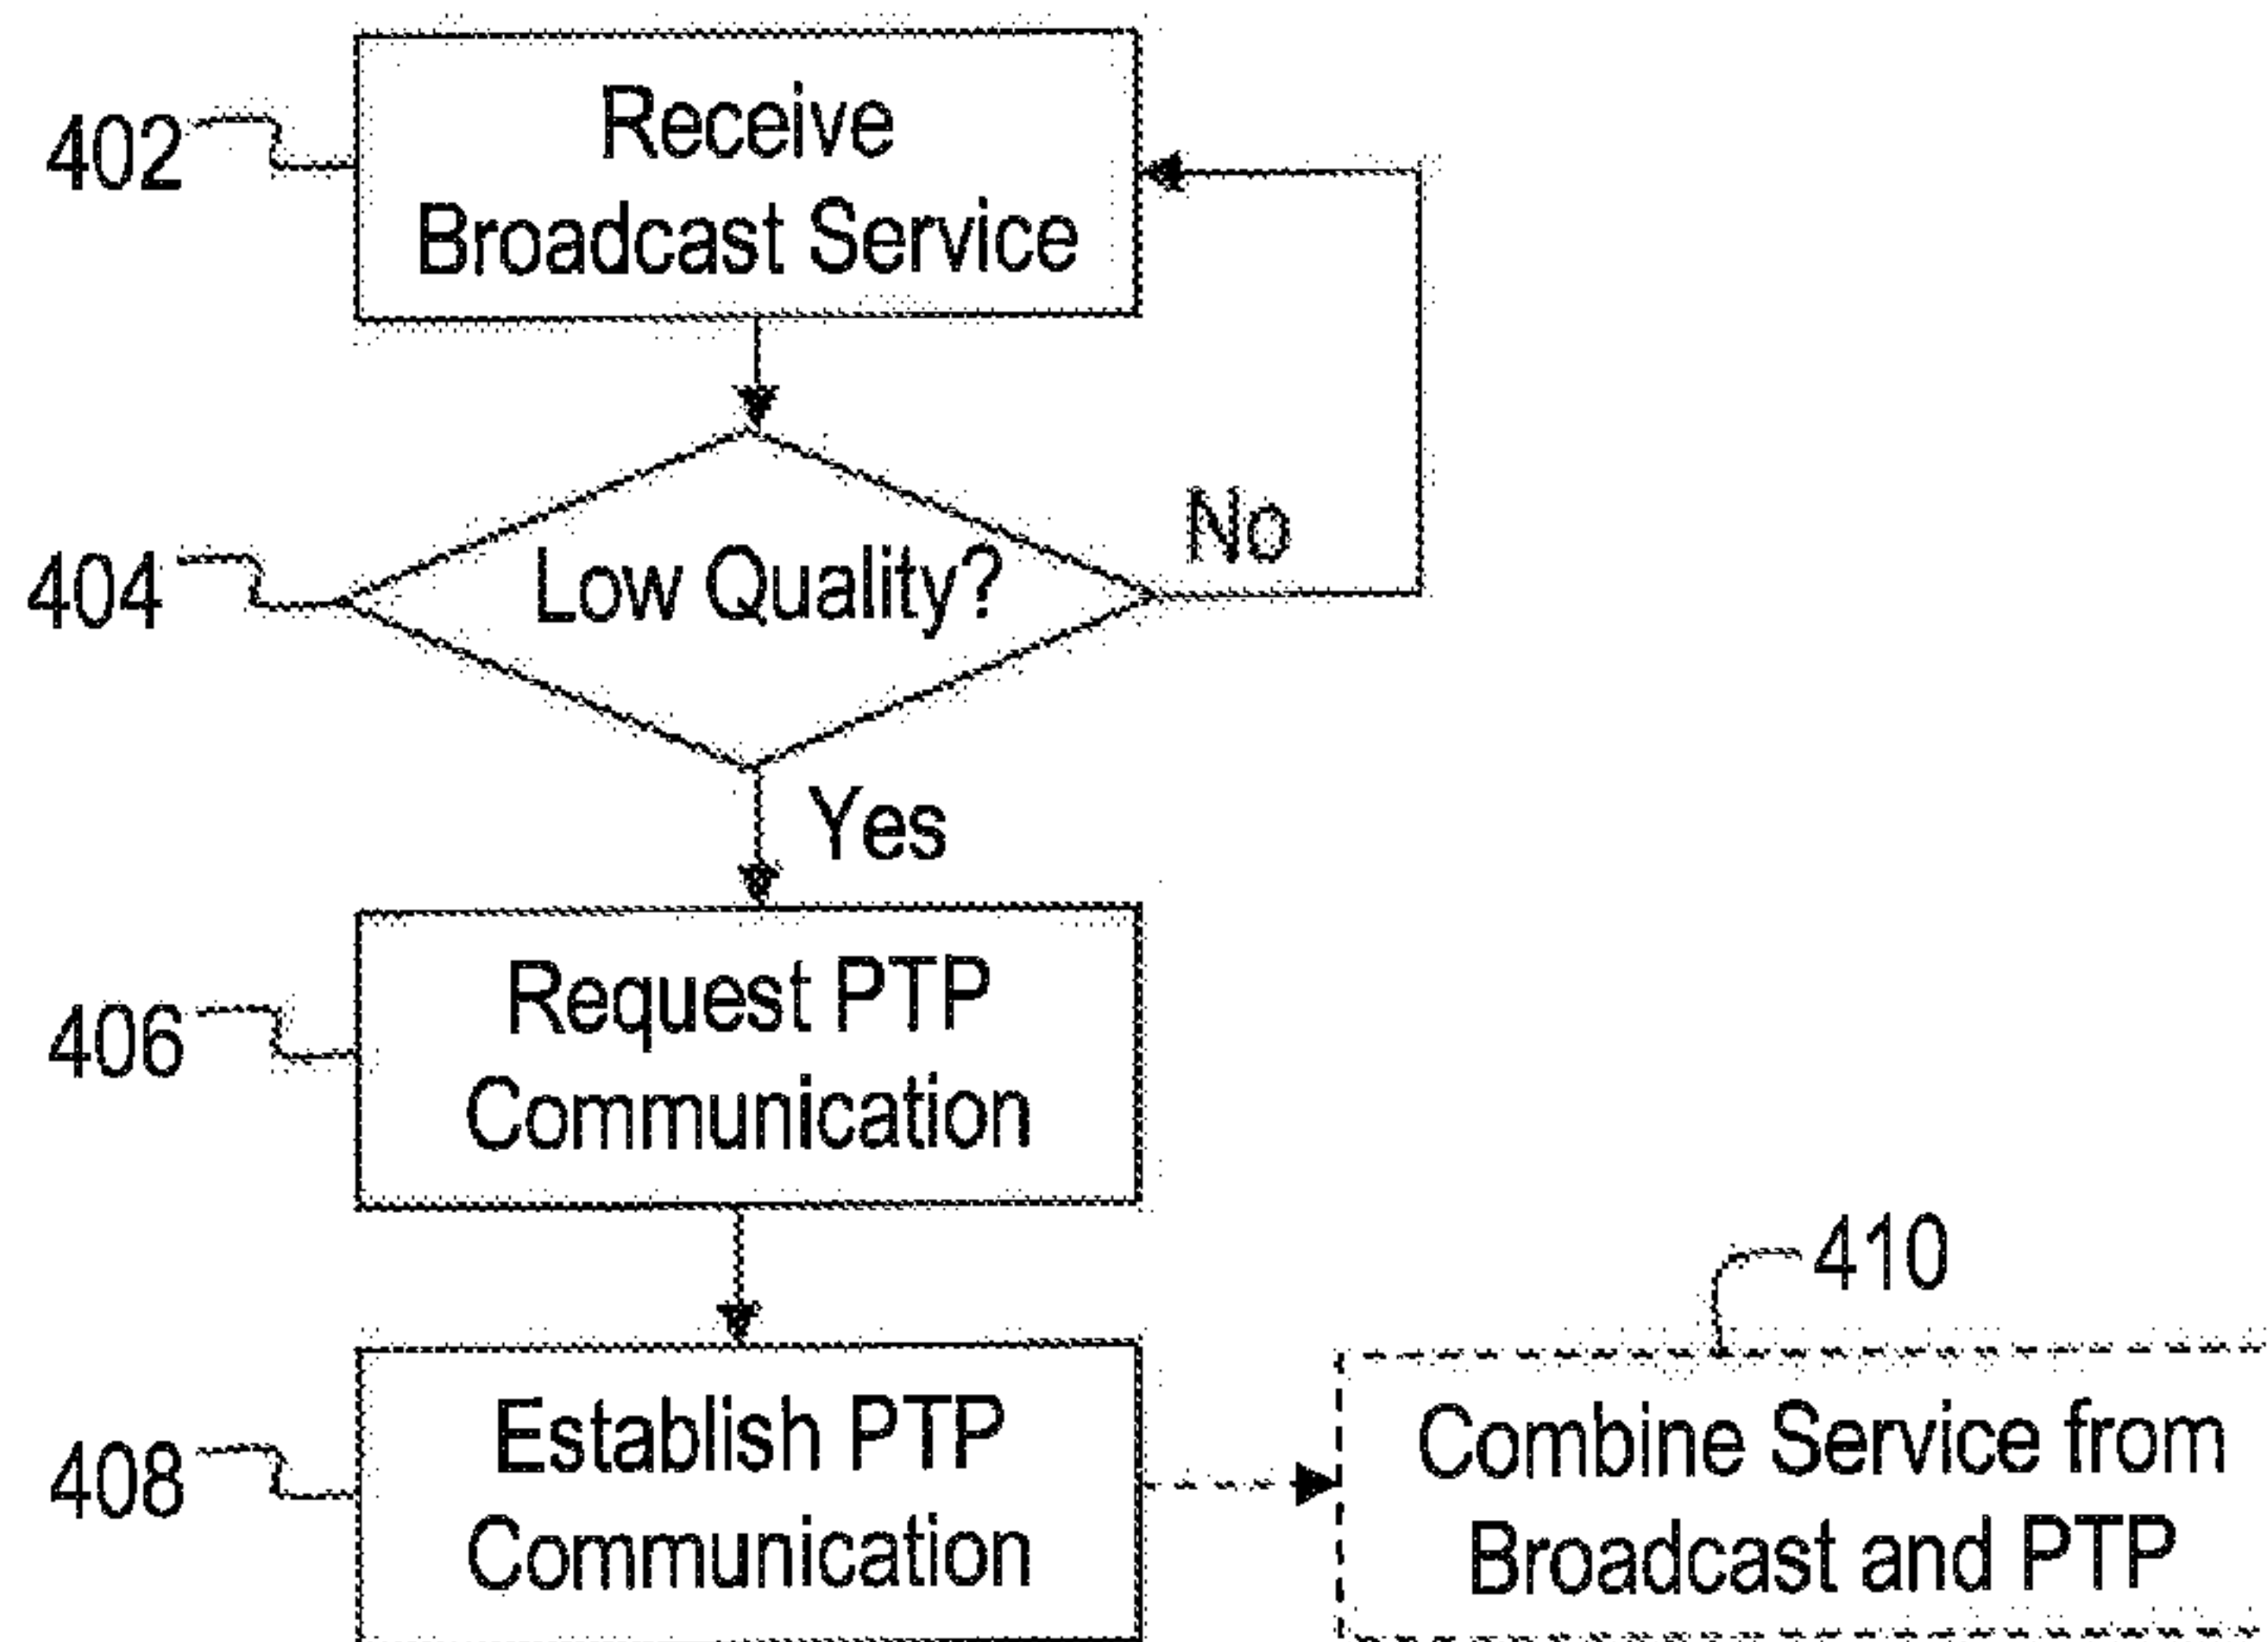 402
Receive
Broadcast Service
404
Low Quality?
No
Yes
406
Request PTP
Communication
408
Establish PTP
Communication
410
Combine Service from
Broadcast and PTP